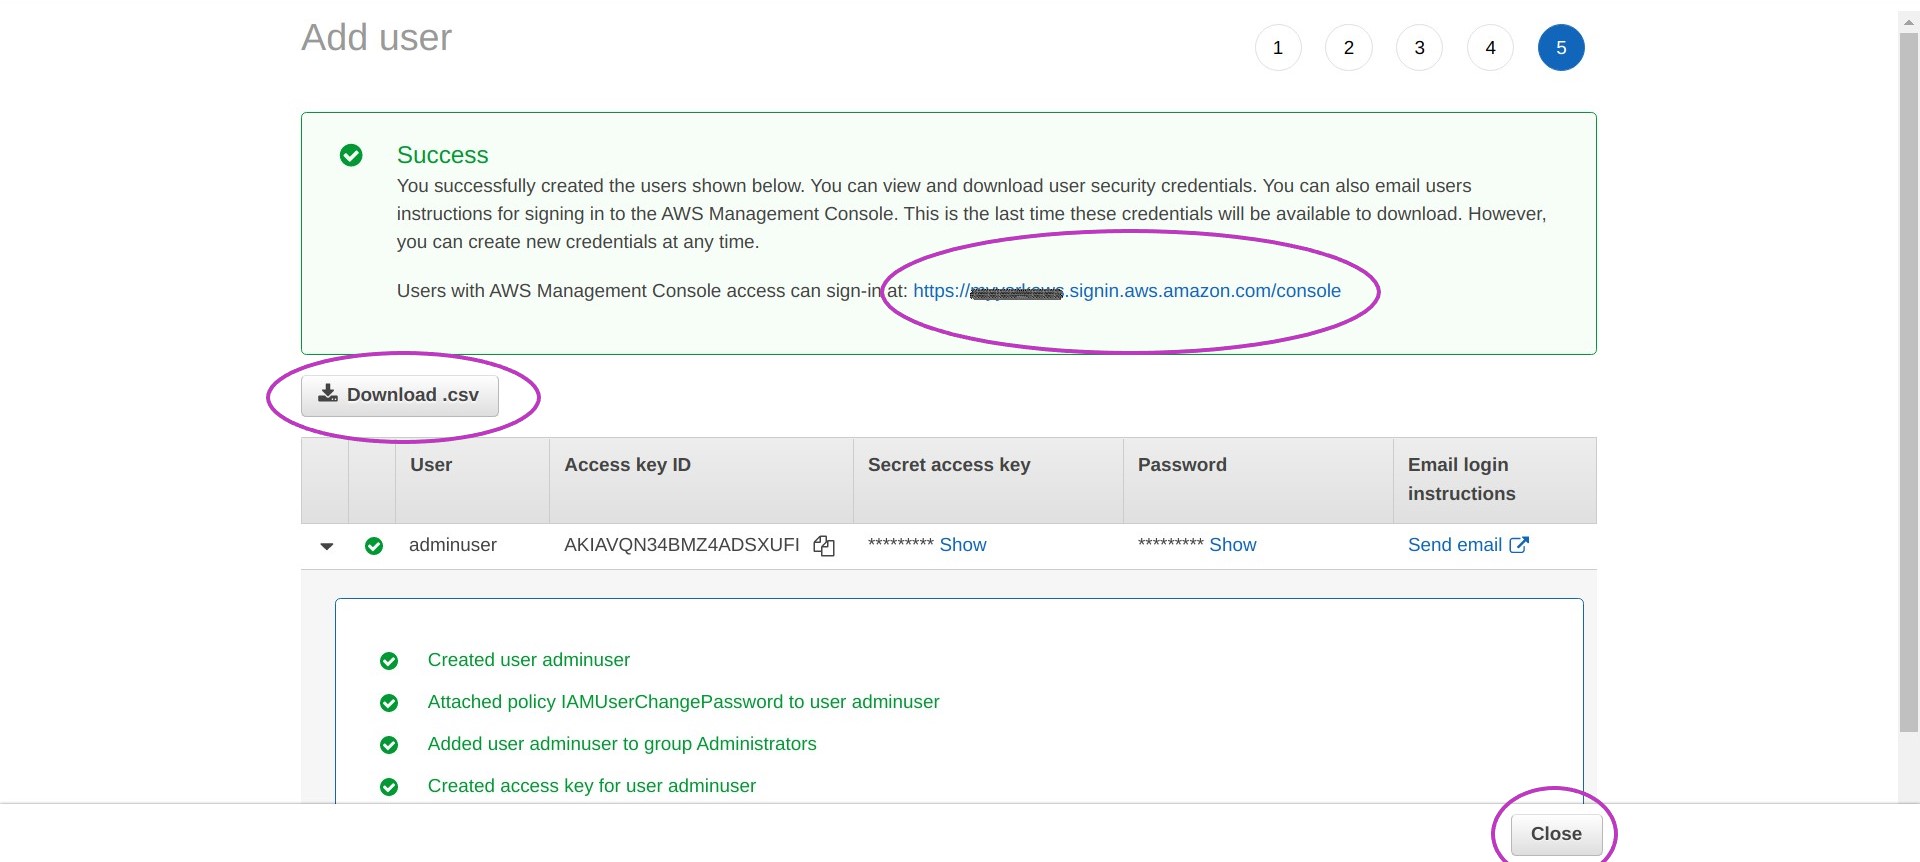 Add user
1 2 3 4 5
Success
You successfully created the users shown below. You can view and download user security credentials. You can also email users
instructions for signing in to the AWS Management Console. This is the last time these credentials will be available to download. However,
you can create new credentials at any time.
Users with AWS Management Console access can sign-in at: https:// .signin.aws.amazon.com/console
Download .csv
User Access key ID Secret access key Password Email login
instructions
adminuser AKIAVQN34BMZ4ADSXUFI ********* Show ********* Show Send email
Created user adminuser
Attached policy IAMUserChangePassword to user adminuser
Added user adminuser to group Administrators
Created access key for user adminuser
Close